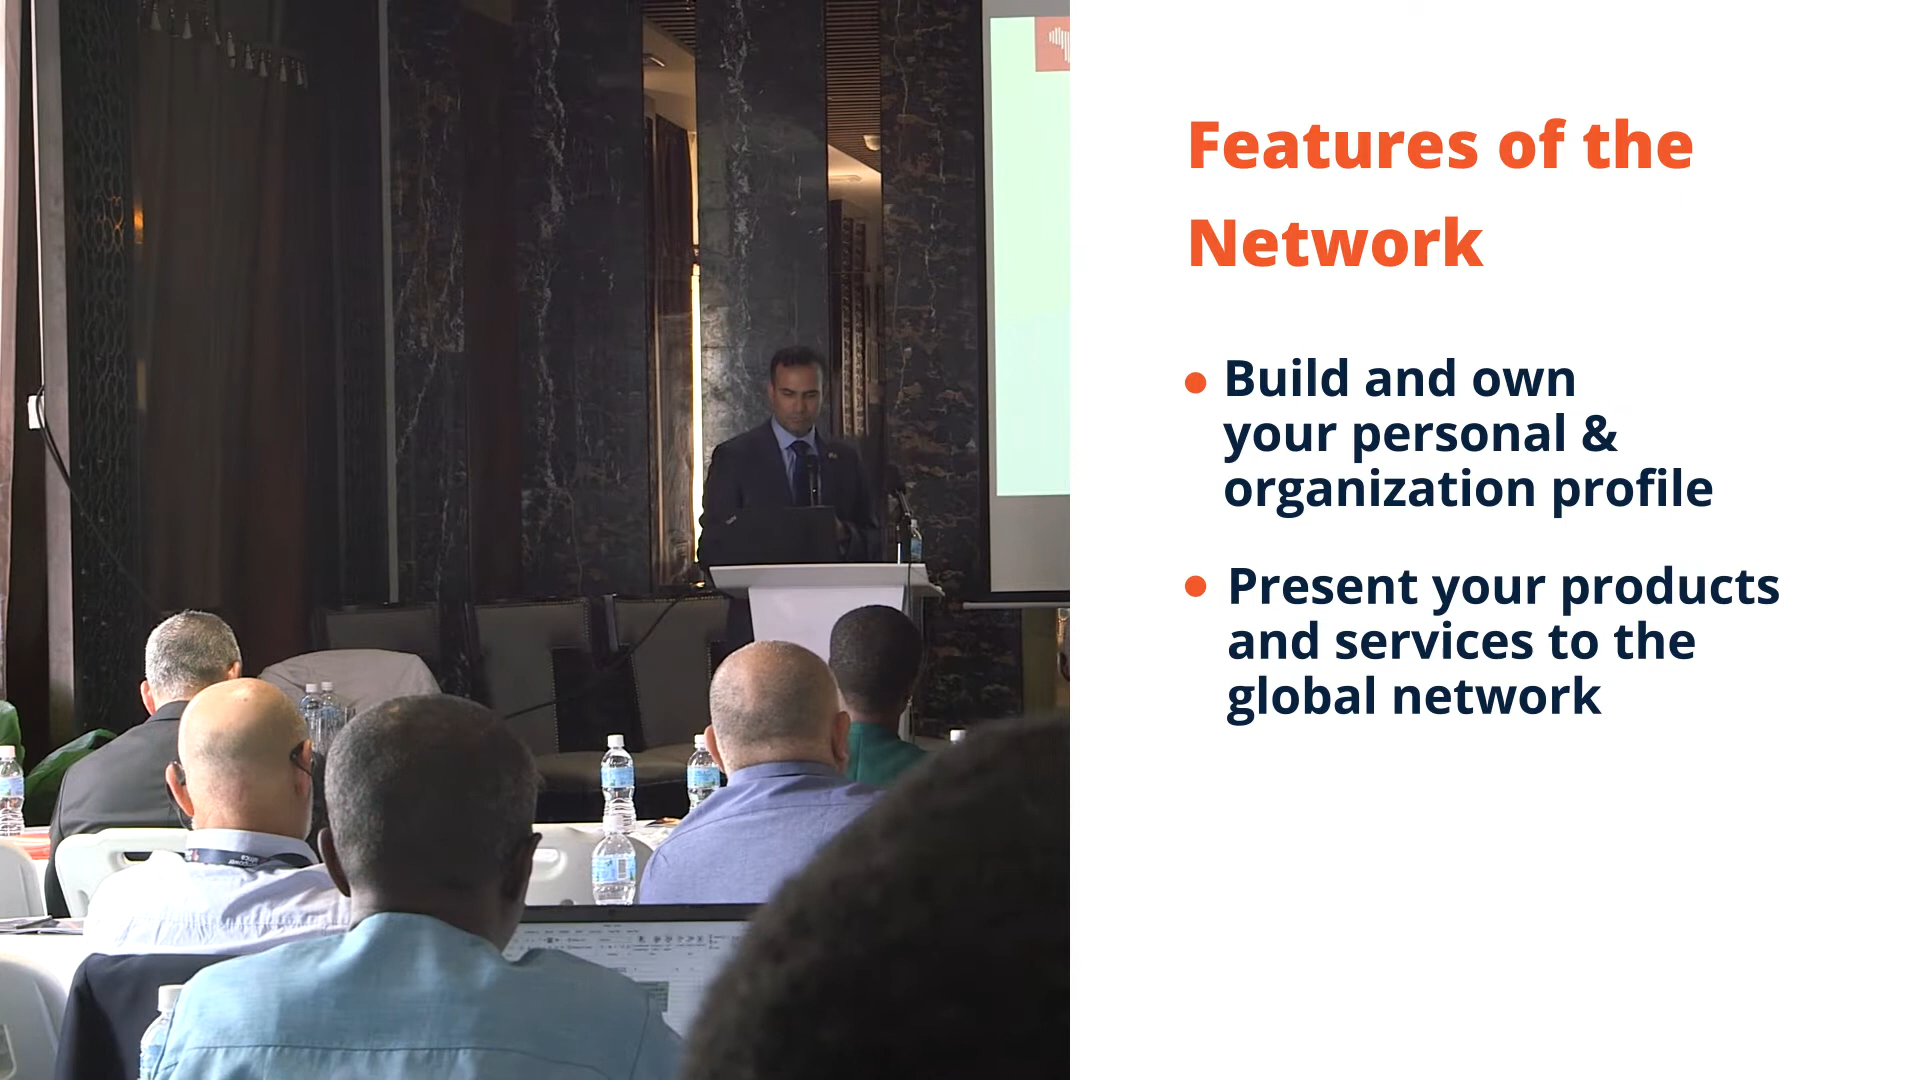 Features of the
Network
Build and own
your personal &
organization profile
Present your products
and services to the
global network